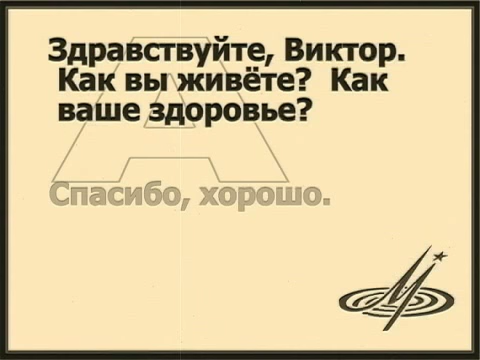 Здравствуйте, Виктор.
Как вы живёте? Как
ваше здоровье?
Спасибо, хорошо.